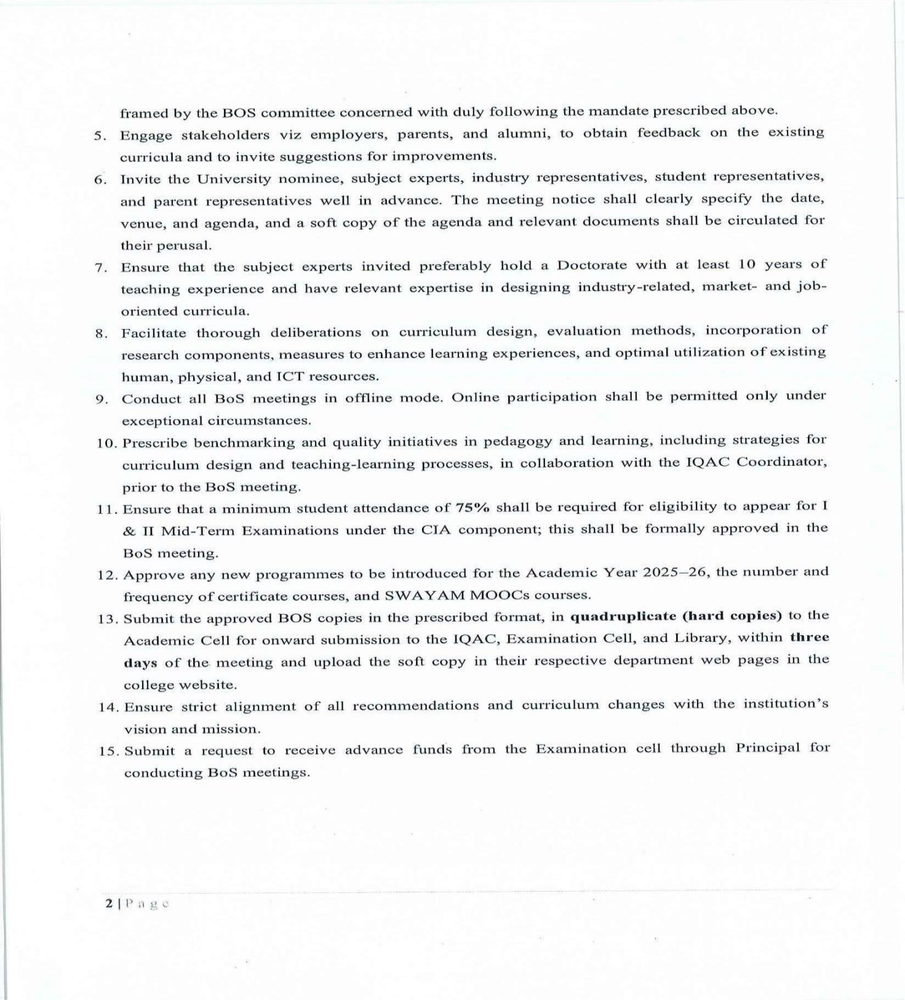 framed by the BOS committee concerned with duly following the mandate prescribed above.
5. Engage stakeholders viz employers, parents, and alumni, to obtain feedback on the existing
curricula and to invite suggestions for improvements.
6. Invite the University nominee, subject experts, industry representatives, student representatives,
and parent representatives well in advance. The meeting notice shall clearly specify the date,
venue, and agenda, and a soft copy of the agenda and relevant documents shall be circulated for
their perusal.
7. Ensure that the subject experts invited preferably hold a Doctorate with at least 10 years of
teaching experience and have relevant expertise in designing industry-related, market- and job-
oriented curricula.
8. Facilitate thorough deliberations on curriculum design, evaluation methods, incorporation of
research components, measures to enhance learning experiences, and optimal utilization of existing
human, physical, and ICT resources.
9. Conduct all BoS meetings in offline mode. Online participation shall be permitted only under
exceptional circumstances.
10. Prescribe benchmarking and quality initiatives in pedagogy and learning, including strategies for
curriculum design and teaching-learning processes, in collaboration with the IQAC Coordinator,
prior to the BoS meeting.
11. Ensure that a minimum student attendance of 75% shall be required for eligibility to appear for I
& II Mid-Term Examinations under the CIA component; this shall be formally approved in the
BoS meeting.
12. Approve any new programmes to be introduced for the Academic Year 2025–26, the number and
frequency of certificate courses, and SWAYAM MOOCs courses.
13. Submit the approved BOS copies in the prescribed format, in quadruplicate (hard copies) to the
Academic Cell for onward submission to the IQAC, Examination Cell, and Library, within three
days of the meeting and upload the soft copy in their respective department web pages in the
college website.
14. Ensure strict alignment of all recommendations and curriculum changes with the institution's
vision and mission.
15. Submit a request to receive advance funds from the Examination cell through Principal for
conducting BoS meetings.
2 | Page